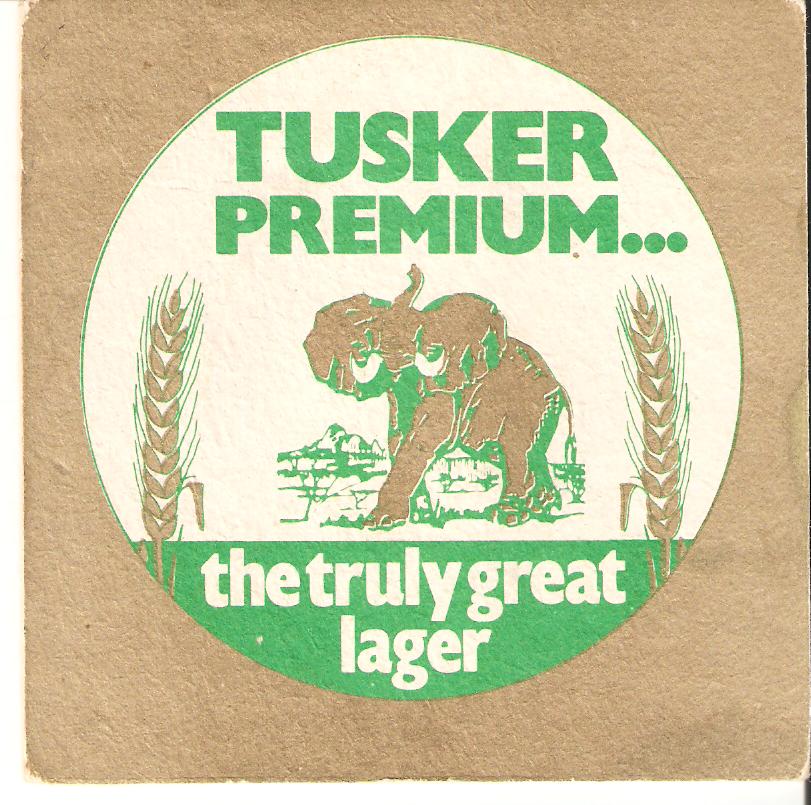 TUSKER
PREMIUM...
the truly great
lager